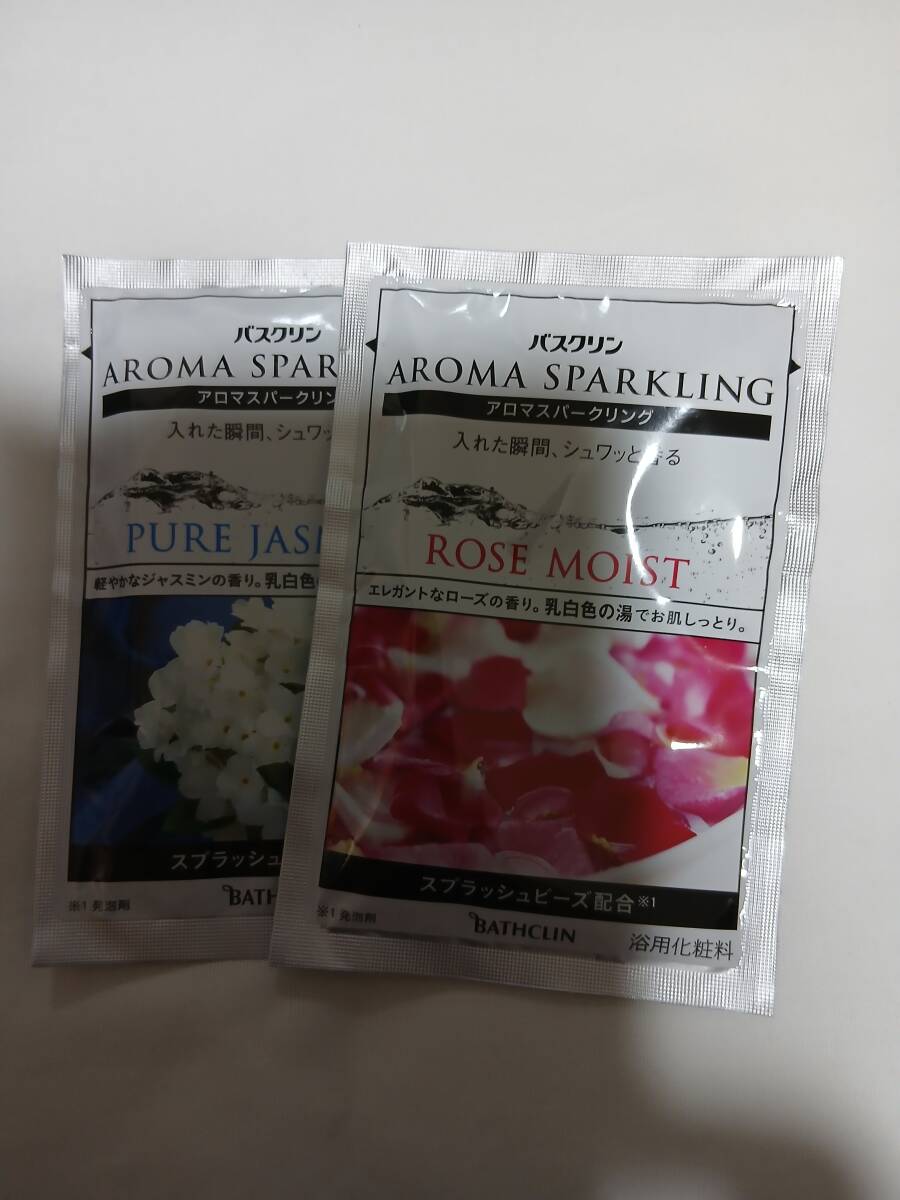 バスクリン
AROMA SPAR
アロマスパークリン
入れた瞬間、シュワッ
PURE JAS
軽やかなジャスミンの香り。乳白色の
スプラッシュ
※1 発泡剤
BATH
バスクリン
AROMA SPARKLING
アロマスパークリング
入れた瞬間、シュワッと香る
ROSE MOIST
エレガントなローズの香り。乳白色の湯でお肌しっとり。
スプラッシュビーズ配合※1
※1 発泡剤
BATHCLIN
浴用化粧料